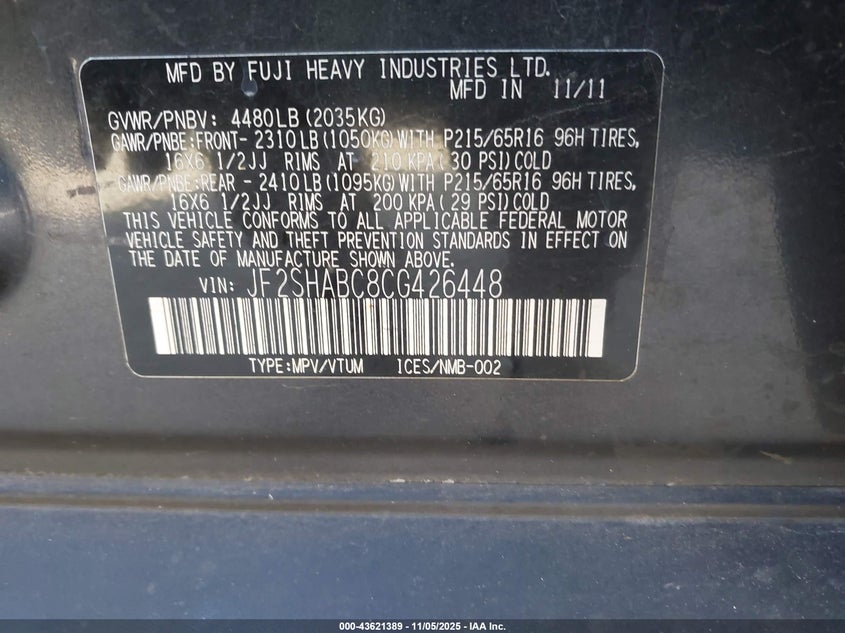 MFD BY FUJI HEAVY INDUSTRIES LTD.
MFD IN 11/11
GVWR/PNBV: 4480LB(2035KG)
GAWR/PNBE:FRONT- 2310LB(1050KG)WITH P215/65R16 96H TIRES,
16X6 1/2JJ RIMS AT 210 KPA( 30 PSI)COLD
GAWR/PNBE:REAR - 2410LB(1095KG)WITH P215/65R16 96H TIRES,
16X6 1/2JJ RIMS AT 200 KPA( 29 PSI)COLD
THIS VEHICLE CONFORMS TO ALL APPLICABLE FEDERAL MOTOR
VEHICLE SAFETY AND THEFT PREVENTION STANDARDS IN EFFECT ON
THE DATE OF MANUFACTURE SHOWN ABOVE.
VIN: JF2SHABC8CG426448
TYPE:MPV/VTUM ICES/NMB-002
000-43621389 - 11/05/2025 - IAA Inc.